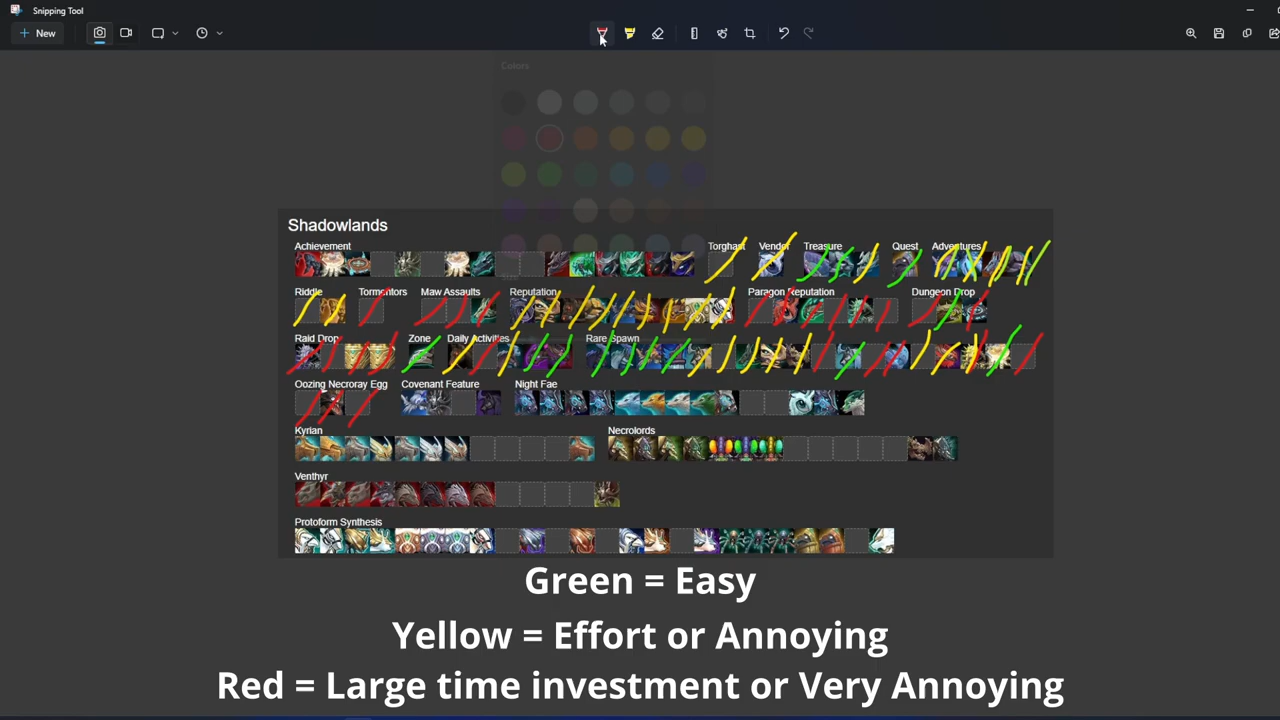 Snipping Tool
New
Colors
Shadowlands
Achievement Torghast Vendor Treasure Quest Adventures
Riddle Tormentors Maw Assaults Reputation Paragon Reputation Dungeon Drop
Raid Drop Zone Daily Activities Rare Spawn
Oozing Necroray Egg Covenant Feature Night Fae
Kyrian Necrolords
Venthyr
Protoform Synthesis
Green = Easy
Yellow = Effort or Annoying
Red = Large time investment or Very Annoying